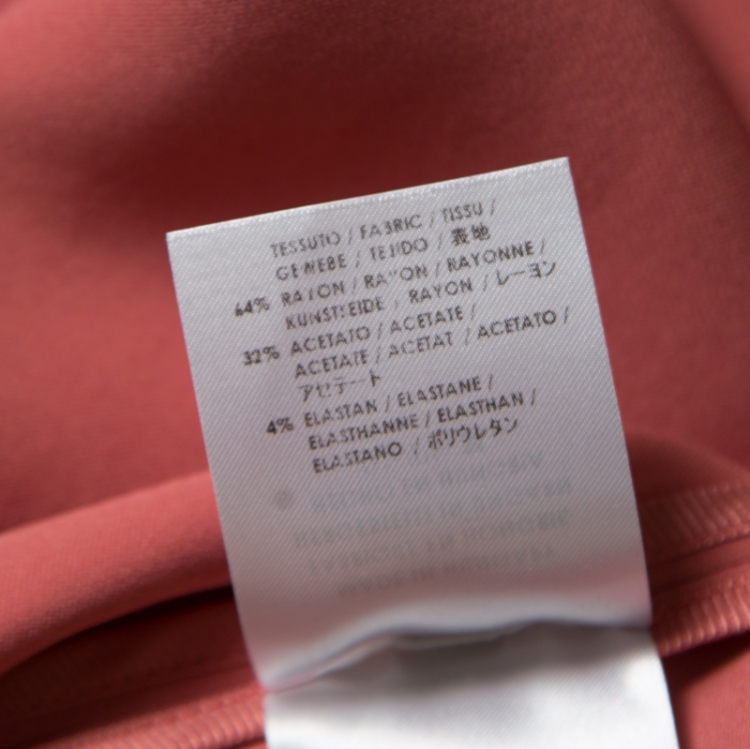 TESSUTO / FABRIC / TISSU /
GEWEBE / TEJIDO / 表地
64% RAYON / RAYON / RAYONNE /
KUNSTSEIDE / RAYON / レーヨン
32% ACETATO / ACETATE /
ACETATE / ACETAT / ACETATO /
アセテート
4% ELASTAN / ELASTANE /
ELASTHANNE / ELASTHAN /
ELASTANO / ポリウレタン